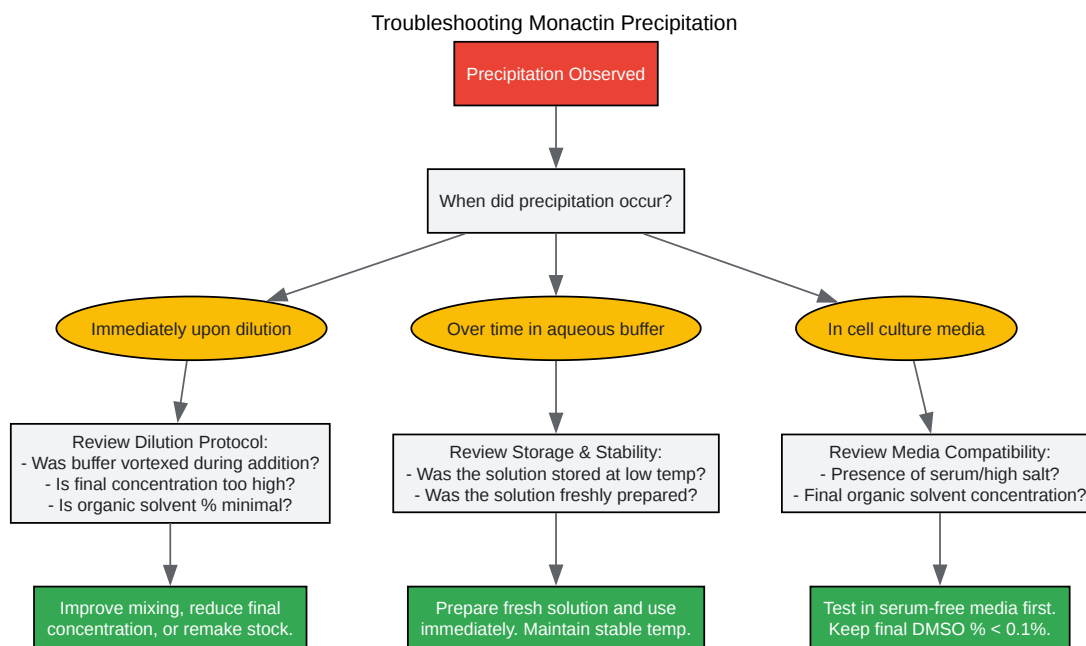 Troubleshooting Monactin Precipitation
Precipitation Observed
When did precipitation occur?
Immediately upon dilution
Over time in aqueous buffer
In cell culture media
Review Dilution Protocol:
- Was buffer vortexed during addition?
- Is final concentration too high?
- Is organic solvent % minimal?
Review Storage & Stability:
- Was the solution stored at low temp?
- Was the solution freshly prepared?
Review Media Compatibility:
- Presence of serum/high salt?
- Final organic solvent concentration?
Improve mixing, reduce final
concentration, or remake stock.
Prepare fresh solution and use
immediately. Maintain stable temp.
Test in serum-free media first.
Keep final DMSO % < 0.1%.